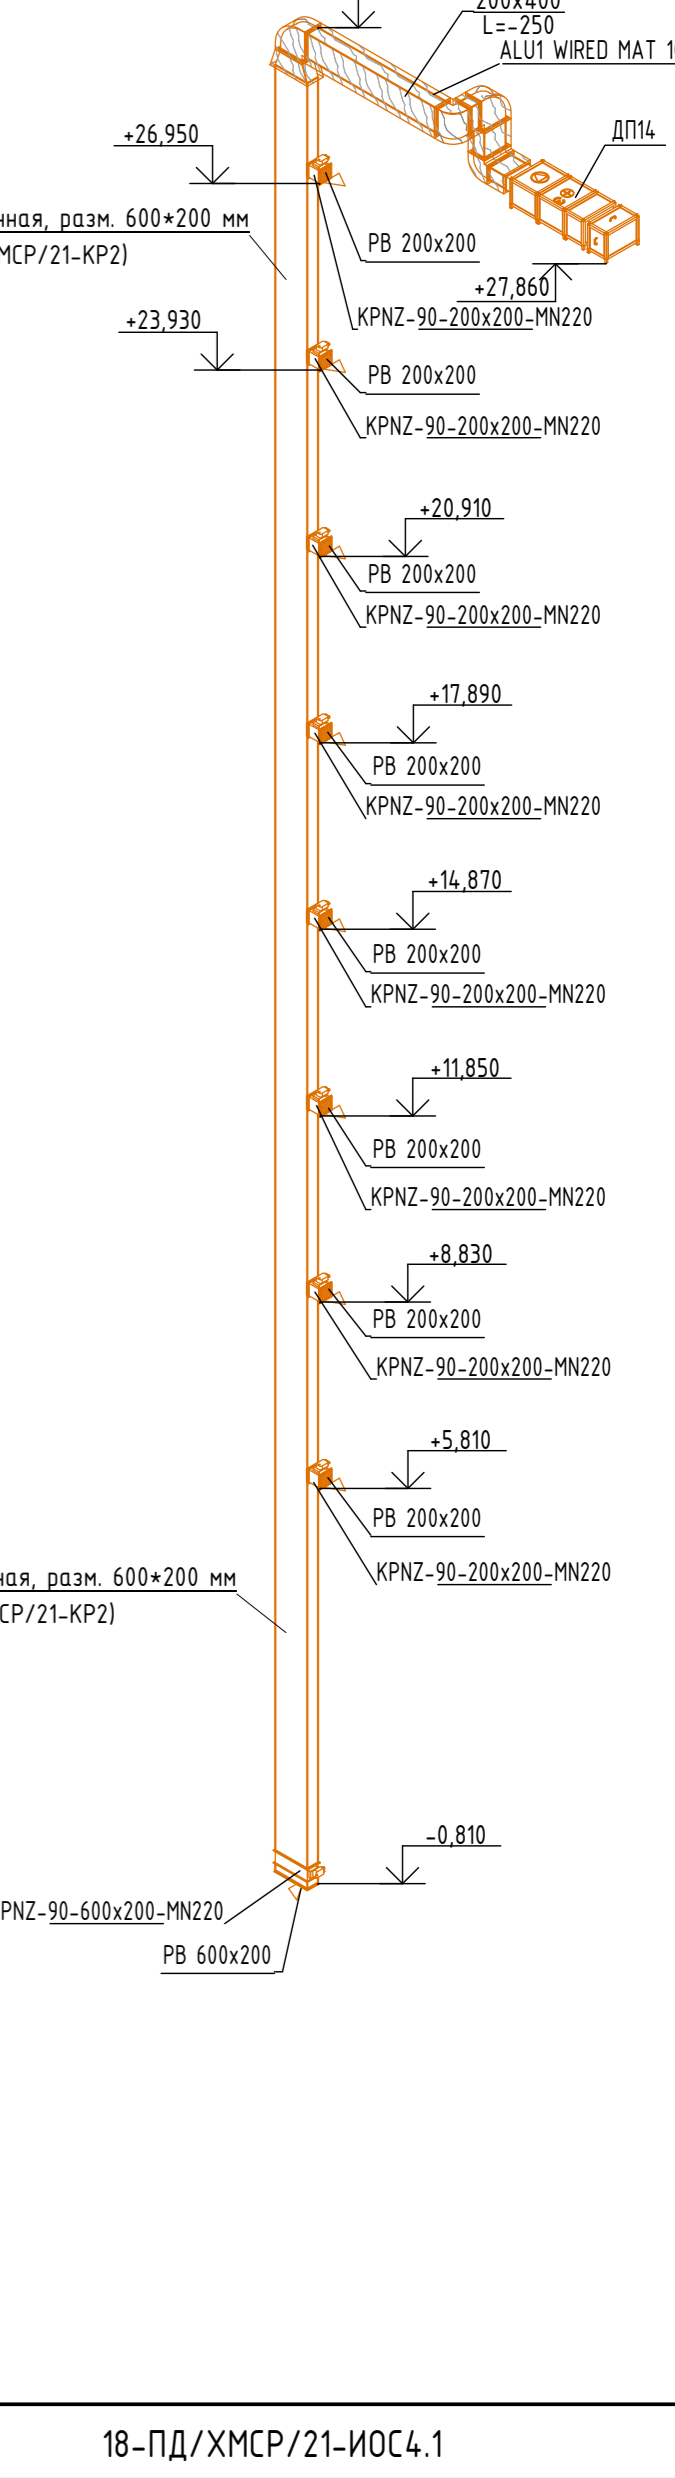 200x400
L=-250
ALU1 WIRED MAT
+26,950
ДП14
разм. 600*200 мм
PB 200x200
+27,860
KPNZ-90-200x200-MN220
+23,930
PB 200x200
KPNZ-90-200x200-MN220
+20,910
PB 200x200
KPNZ-90-200x200-MN220
+17,890
PB 200x200
KPNZ-90-200x200-MN220
+14,870
PB 200x200
KPNZ-90-200x200-MN220
+11,850
PB 200x200
KPNZ-90-200x200-MN220
+8,830
PB 200x200
KPNZ-90-200x200-MN220
+5,810
PB 200x200
KPNZ-90-200x200-MN220
разм. 600*200 мм
СР/21-КР2)
-0,810
PNZ-90-600x200-MN220
PB 600x200
18-ПД/ХМСР/21-ИОС4.1